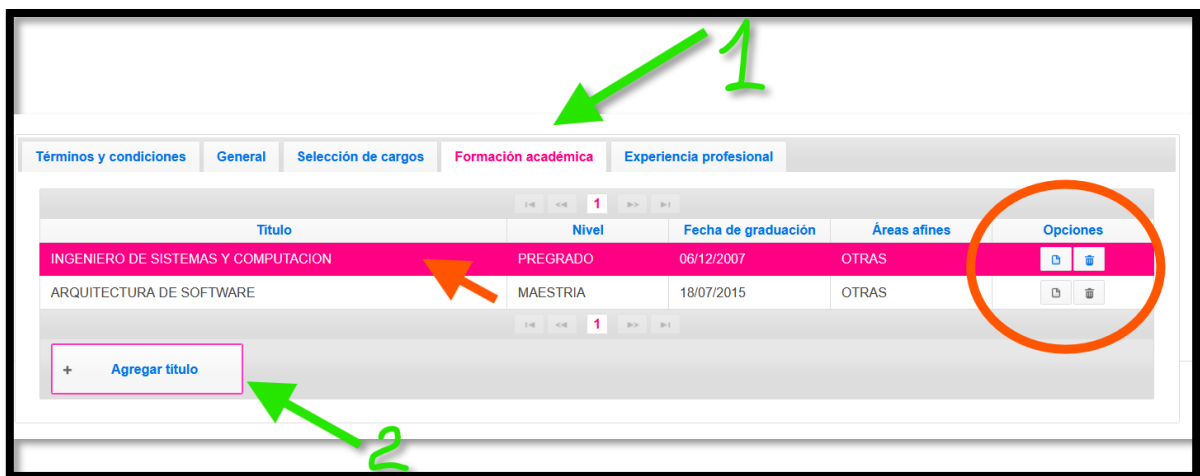 1
Términos y condiciones General Selección de cargos Formación académica Experiencia profesional
1
Título Nivel Fecha de graduación Áreas afines Opciones
INGENIERO DE SISTEMAS Y COMPUTACION PREGRADO 06/12/2007 OTRAS
ARQUITECTURA DE SOFTWARE MAESTRIA 18/07/2015 OTRAS
1
+ Agregar título
2